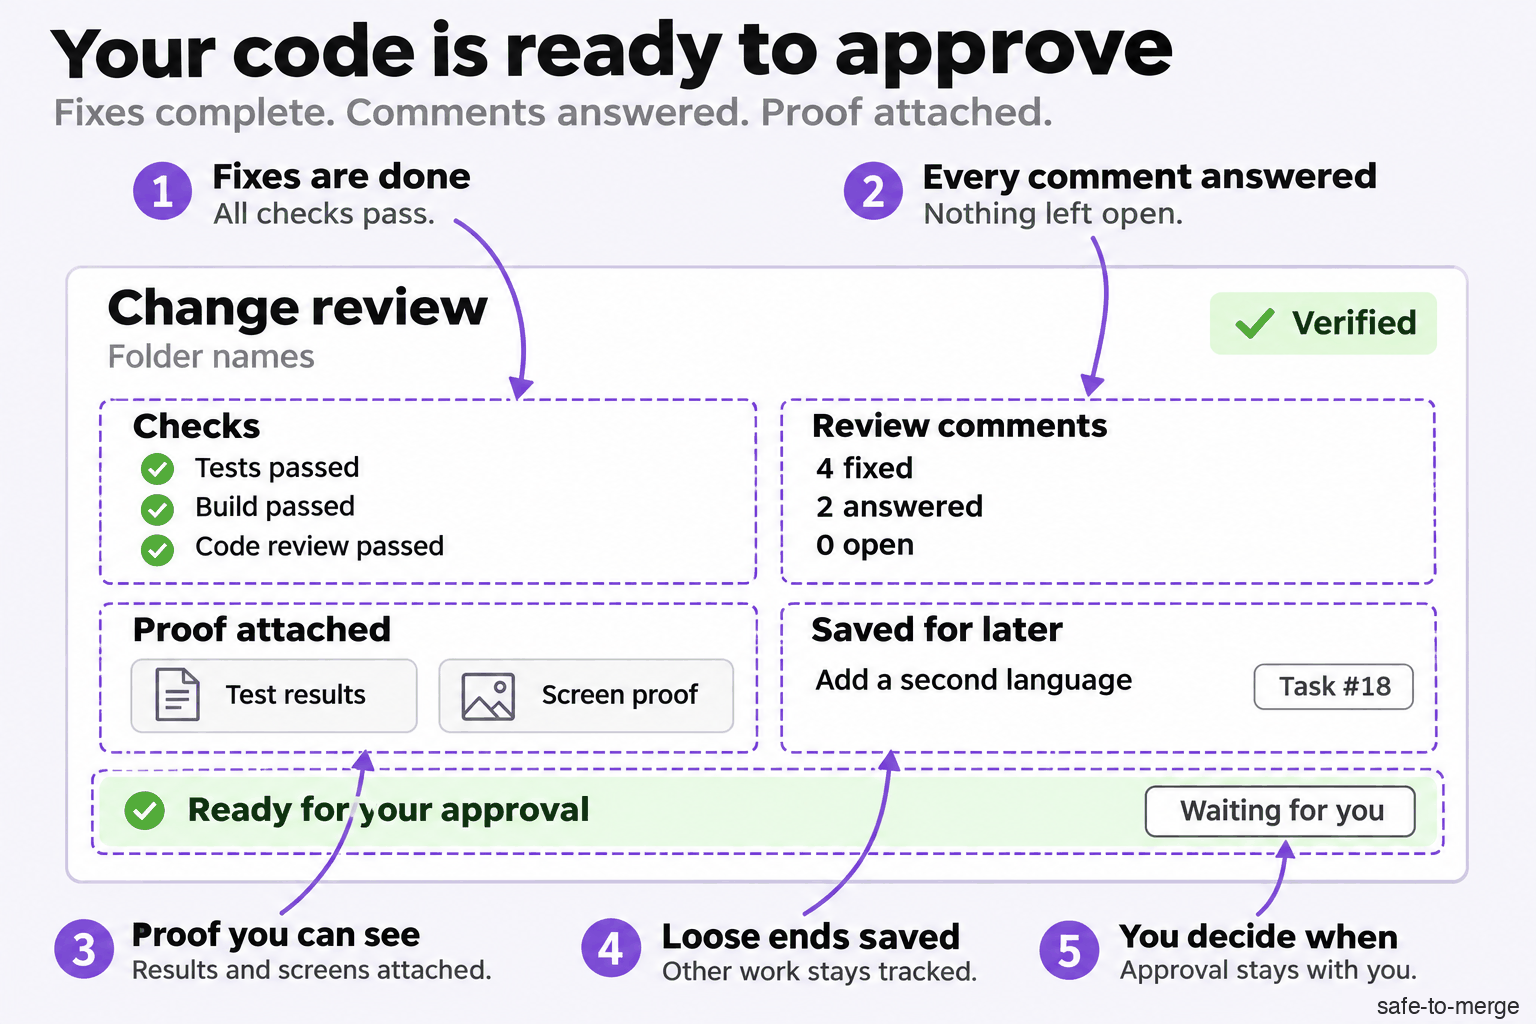 Your code is ready to approve
Fixes complete. Comments answered. Proof attached.
1
Fixes are done
All checks pass.
2
Every comment answered
Nothing left open.
Change review
Folder names
Verified
Checks
Tests passed
Build passed
Code review passed
Review comments
4 fixed
2 answered
0 open
Proof attached
Test results
Screen proof
Saved for later
Add a second language
Task #18
Ready for your approval
Waiting for you
3
Proof you can see
Results and screens attached.
4
Loose ends saved
Other work stays tracked.
5
You decide when
Approval stays with you.
safe-to-merge